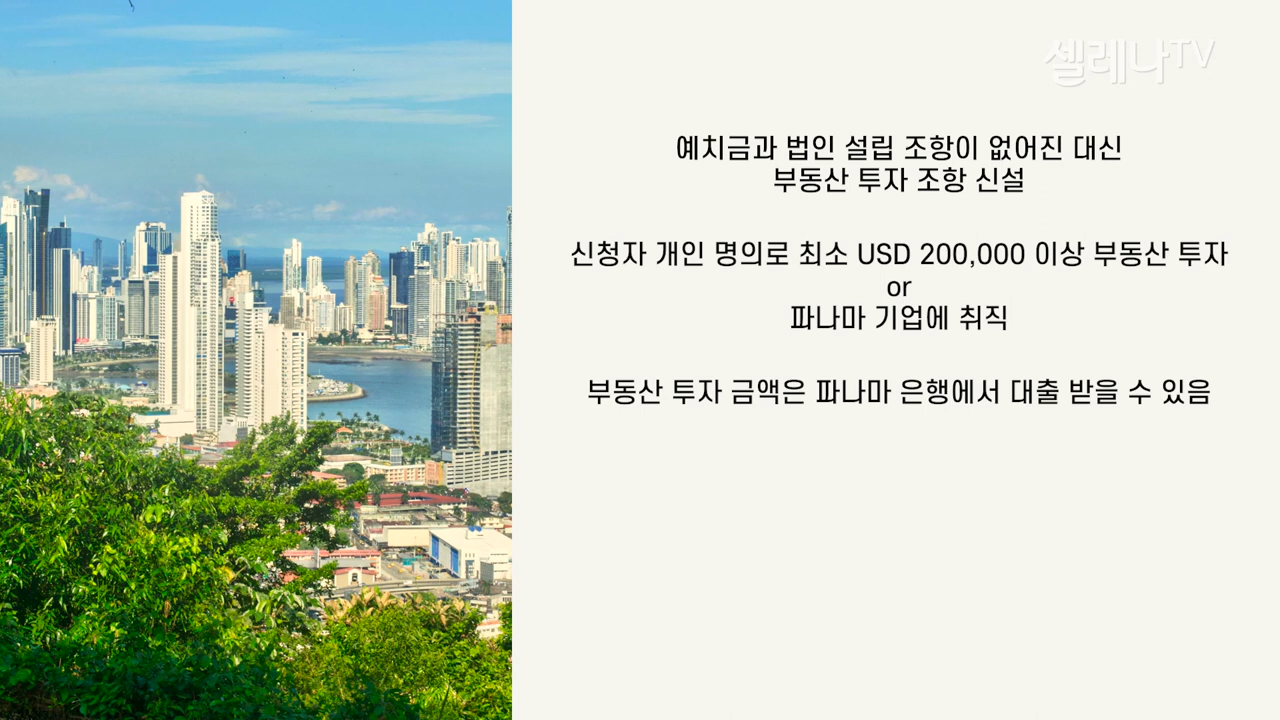 셀레나TV
예치금과 법인 설립 조항이 없어진 대신
부동산 투자 조항 신설
신청자 개인 명의로 최소 USD 200,000 이상 부동산 투자
or
파나마 기업에 취직
부동산 투자 금액은 파나마 은행에서 대출 받을 수 있음